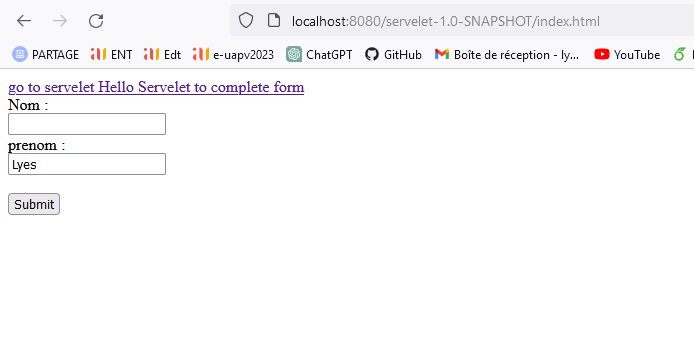 localhost:8080/servelet-1.0-SNAPSHOT/index.html
PARTAGE ENT Edt e-uapv2023 ChatGPT GitHub Boîte de réception - ly... YouTube
go to servelet Hello Servelet to complete form
Nom :
prenom :
Lyes
Submit